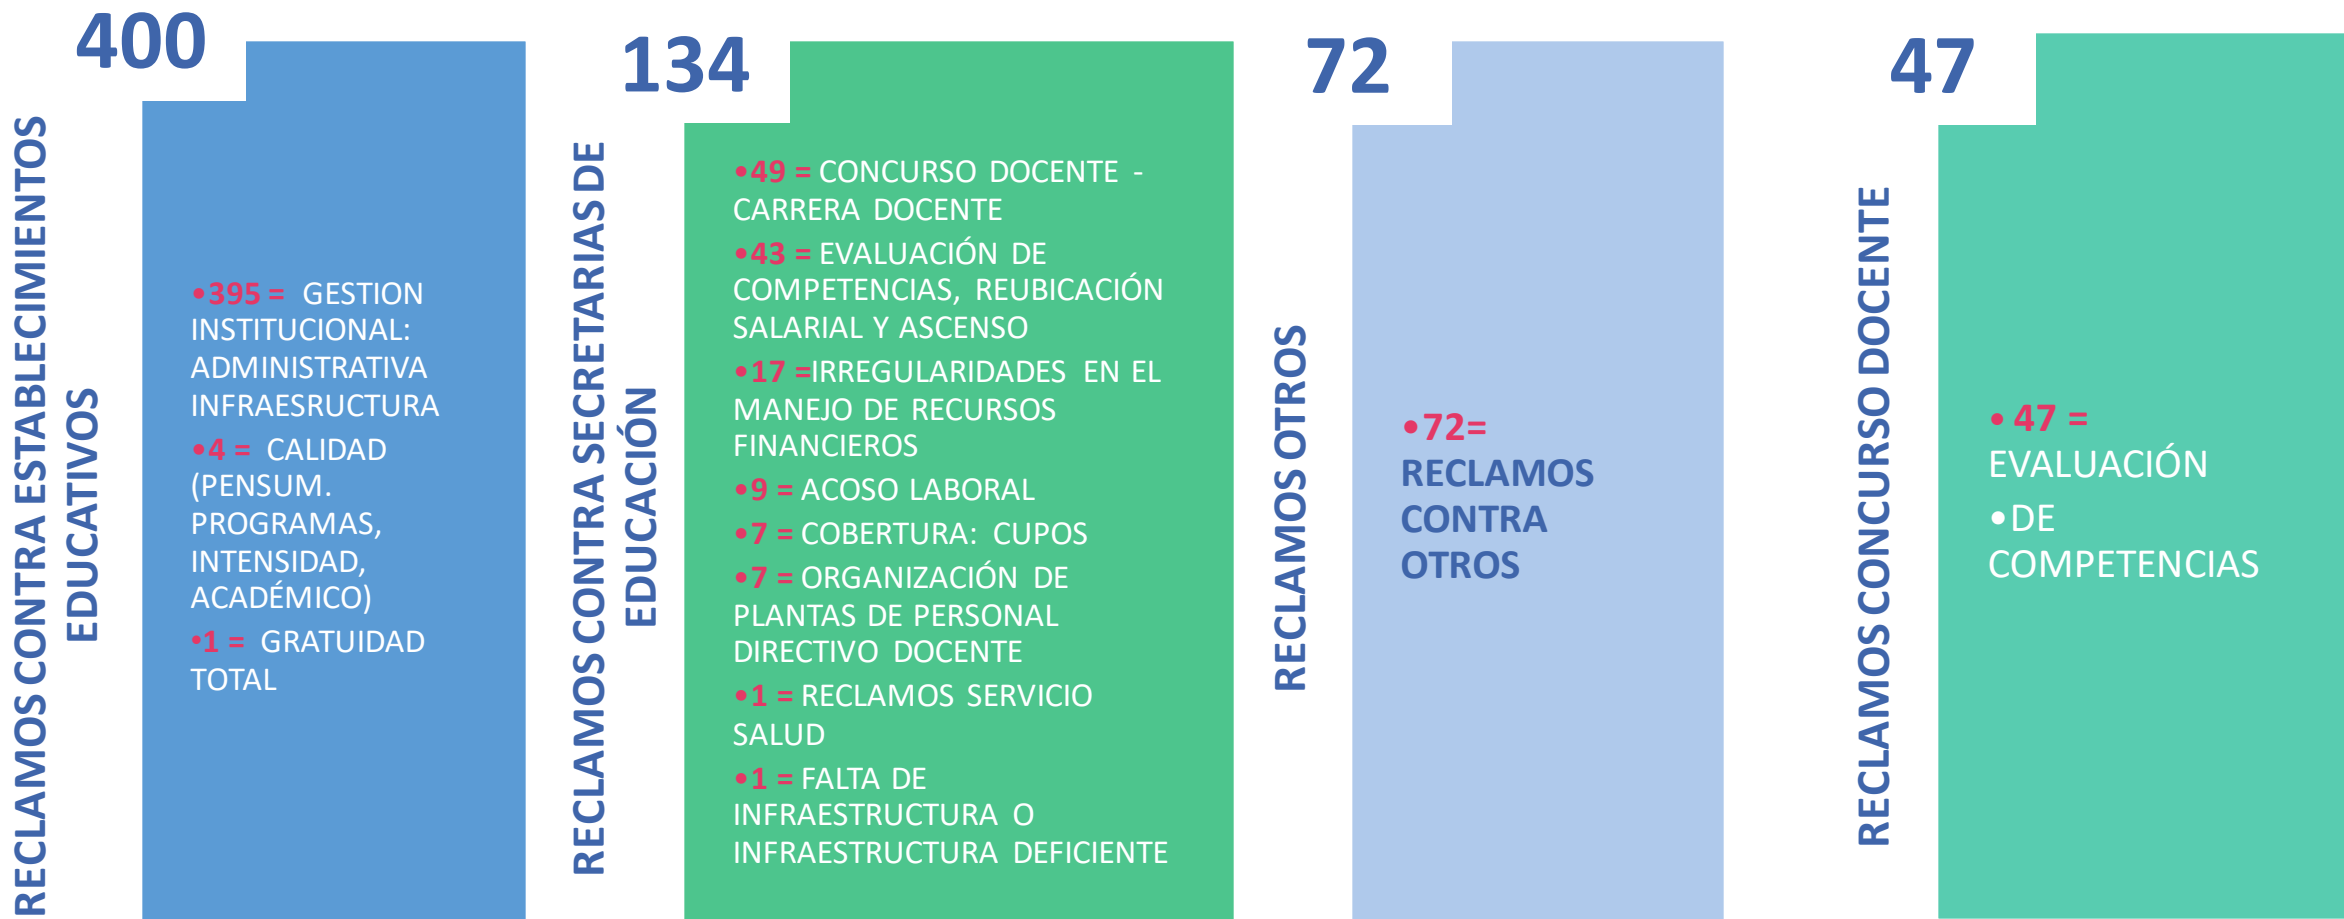 400
RECLAMOS CONTRA ESTABLECIMIENTOS
EDUCATIVOS
•395 = GESTION
INSTITUCIONAL:
ADMINISTRATIVA
INFRAESRUCTURA
•4 = CALIDAD
(PENSUM.
PROGRAMAS,
INTENSIDAD,
ACADÉMICO)
•1 = GRATUIDAD
TOTAL
134
RECLAMOS CONTRA SECRETARIAS DE
EDUCACIÓN
•49 = CONCURSO DOCENTE -
CARRERA DOCENTE
•43 = EVALUACIÓN DE
COMPETENCIAS, REUBICACIÓN
SALARIAL Y ASCENSO
•17 =IRREGULARIDADES EN EL
MANEJO DE RECURSOS
FINANCIEROS
•9 = ACOSO LABORAL
•7 = COBERTURA: CUPOS
•7 = ORGANIZACIÓN DE
PLANTAS DE PERSONAL
DIRECTIVO DOCENTE
•1 = RECLAMOS SERVICIO
SALUD
•1 = FALTA DE
INFRAESTRUCTURA O
INFRAESTRUCTURA DEFICIENTE
72
RECLAMOS OTROS
•72=
RECLAMOS
CONTRA
OTROS
47
RECLAMOS CONCURSO DOCENTE
• 47 =
EVALUACIÓN
•DE
COMPETENCIAS